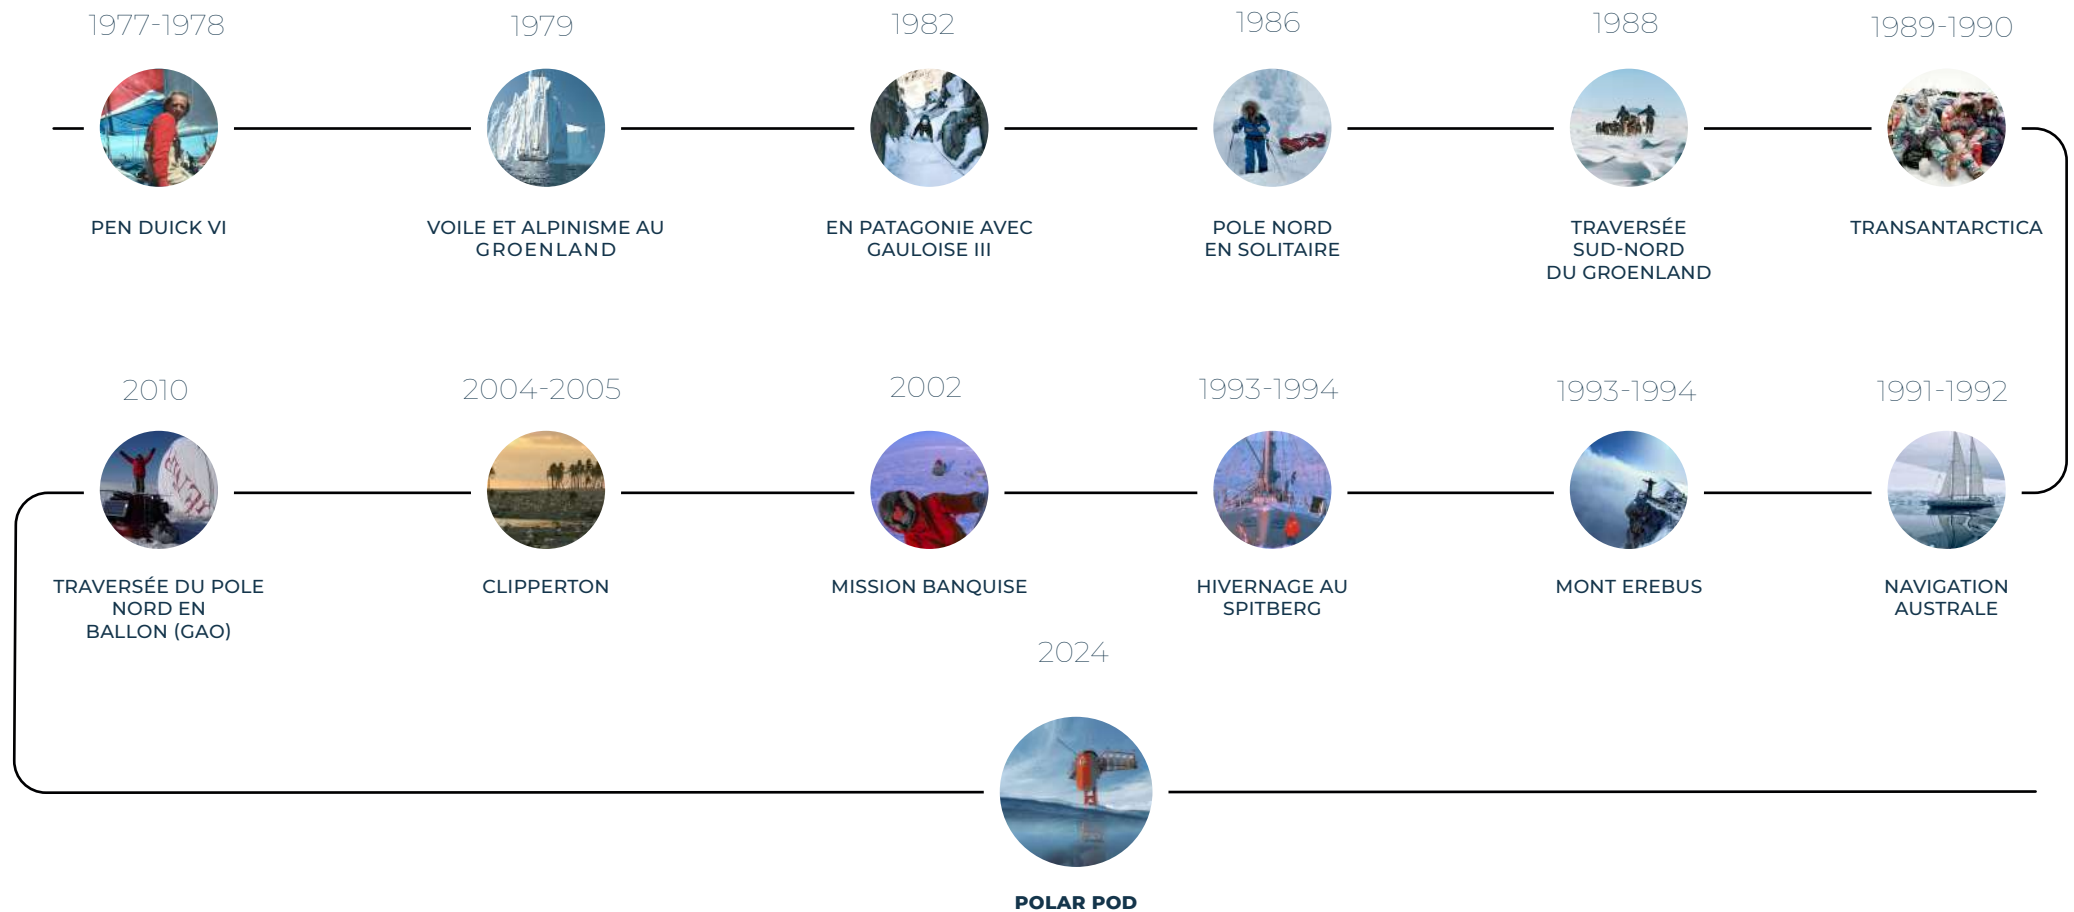 1977-1978
PEN DUICK VI
1979
VOILE ET ALPINISME AU
GROENLAND
1982
EN PATAGONIE AVEC
GAULOISE III
1986
POLE NORD
EN SOLITAIRE
1988
TRAVERSÉE
SUD-NORD
DU GROENLAND
1989-1990
TRANSANTARCTICA
1991-1992
NAVIGATION
AUSTRALE
1993-1994
MONT EREBUS
1993-1994
HIVERNAGE AU
SPITBERG
2002
MISSION BANQUISE
2004-2005
CLIPPERTON
2010
TRAVERSÉE DU POLE
NORD EN
BALLON (GAO)
2024
POLAR POD